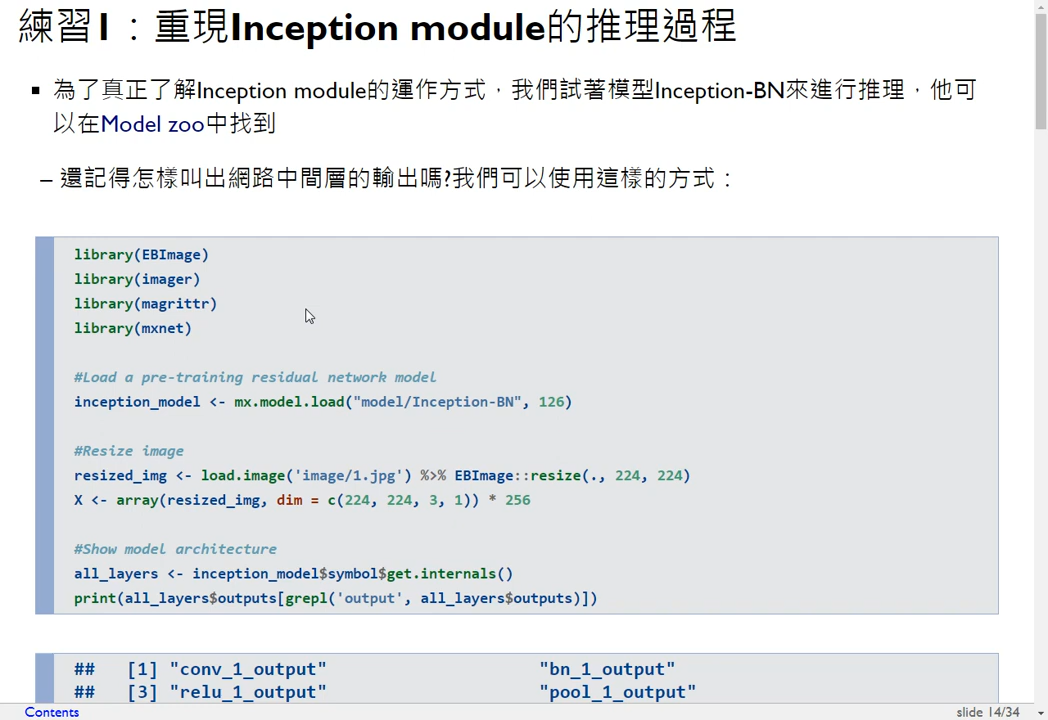 練習1：重現Inception module的推理過程
▪ 為了真正了解Inception module的運作方式，我們試著模型Inception-BN來進行推理，他可
以在Model zoo中找到
– 還記得怎樣叫出網路中間層的輸出嗎?我們可以使用這樣的方式：
library(EBImage)
library(imager)
library(magrittr)
library(mxnet)
#Load a pre-training residual network model
inception_model <- mx.model.load("model/Inception-BN", 126)
#Resize image
resized_img <- load.image('image/1.jpg') %>% EBImage::resize(., 224, 224)
X <- array(resized_img, dim = c(224, 224, 3, 1)) * 256
#Show model architecture
all_layers <- inception_model$symbol$get.internals()
print(all_layers$outputs[grepl('output', all_layers$outputs)])
## [1] "conv_1_output" "bn_1_output"
## [3] "relu_1_output" "pool_1_output"
Contents slide 14/34